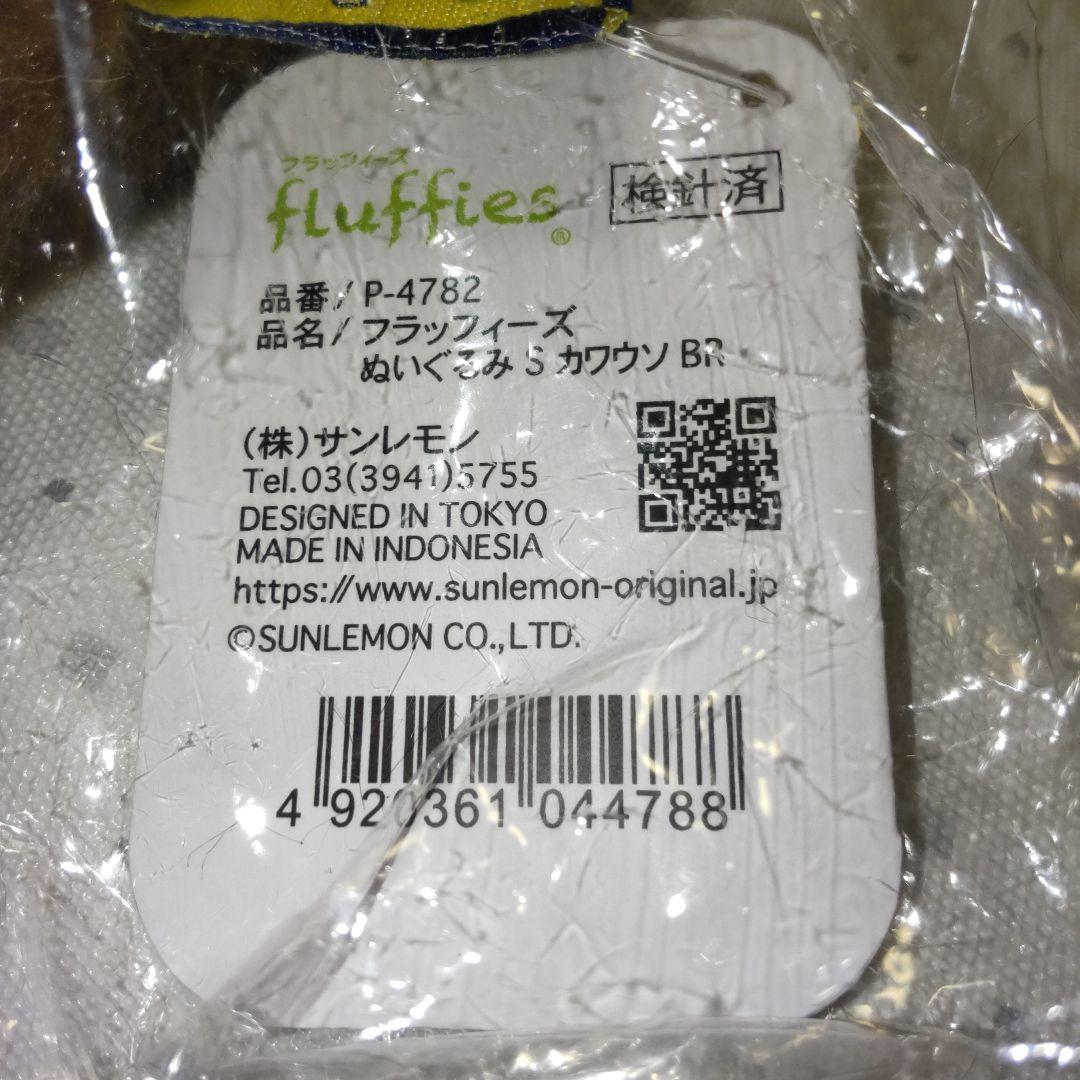 フラッフィーズ
fluffies®
検針済
品番/ P-4782
品名/ フラッフィーズ
ぬいぐるみ S カワウソ BR
(株)サンレモン
Tel.03(3941)5755
DESIGNED IN TOKYO
MADE IN INDONESIA
https://www.sunlemon-original.jp
©SUNLEMON CO.,LTD.
4 920361 044788